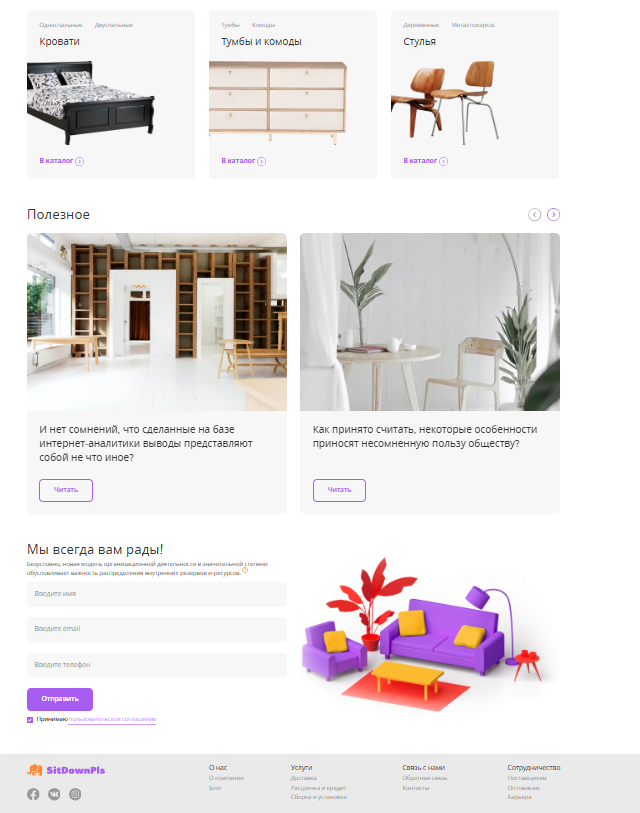 Односпальные Двуспальные
Кровати
В каталог
Тумбы Комоды
Тумбы и комоды
В каталог
Деревянные Металлокаркас
Стулья
В каталог
Полезное
И нет сомнений, что сделанные на базе
интернет-аналитики выводы представляют
собой не что иное?
Читать
Как принято считать, некоторые особенности
приносят несомненную пользу обществу?
Читать
Мы всегда вам рады!
Безусловно, новая модель организационной деятельности в значительной степени
обусловливает важность распределения внутренних резервов и ресурсов.
Введите имя
Введите email
Введите телефон
Отправить
Принимаю пользовательское соглашение
SitDownPls
О нас
О компании
Блог
Услуги
Доставка
Рассрочка и кредит
Сборка и установка
Связь с нами
Обратная связь
Контакты
Сотрудничество
Поставщикам
Оптовикам
Карьера